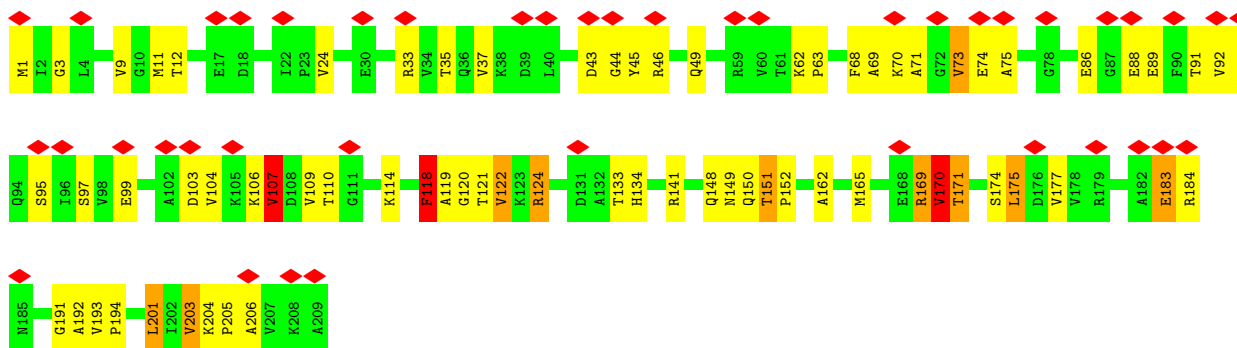 M1 I2 G3 L4 V9 G10 M11 T12 E17 D18 I22 P23 V24 E30 R33 V34 T35 Q36 V37 K38 D39 L40 D43 G44 Y45 R46 Q49 R59 V60 T61 K62 P63 F68 A69 K70 A71 G72 V73 E74 A75 G78 E86 G87 E88 E89 F90 T91 V92
Q94 S95 I96 S97 V98 E99 A102 D103 V104 K105 K106 V107 D108 V109 T110 G111 K114 F118 A119 G120 T121 V122 K123 R124 D131 A132 T133 H134 R141 Q148 N149 Q150 T151 P152 A162 M165 E168 R169 V170 T171 S174 L175 D176 V177 V178 R179 A182 E183 R184
N185 G191 A192 V193 P194 L201 I202 V203 K204 P205 A206 V207 K208 A209